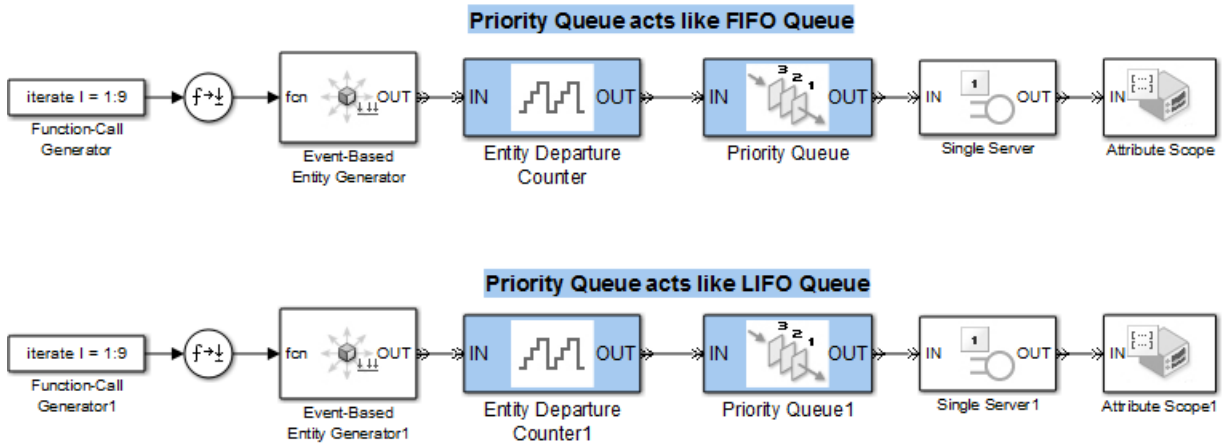 Priority Queue acts like FIFO Queue
iterate I = 1:9
f
fcn
OUT
IN
OUT
IN
3
2
1
OUT
IN
1
OUT
IN
[...]
[...]
Function-Call
Generator
Event-Based
Entity Generator
Entity Departure
Counter
Priority Queue
Single Server
Attribute Scope
Priority Queue acts like LIFO Queue
iterate I = 1:9
f
fcn
OUT
IN
OUT
IN
3
2
1
OUT
IN
1
OUT
IN
[...]
[...]
Function-Call
Generator1
Event-Based
Entity Generator1
Entity Departure
Counter1
Priority Queue1
Single Server1
Attribute Scope1